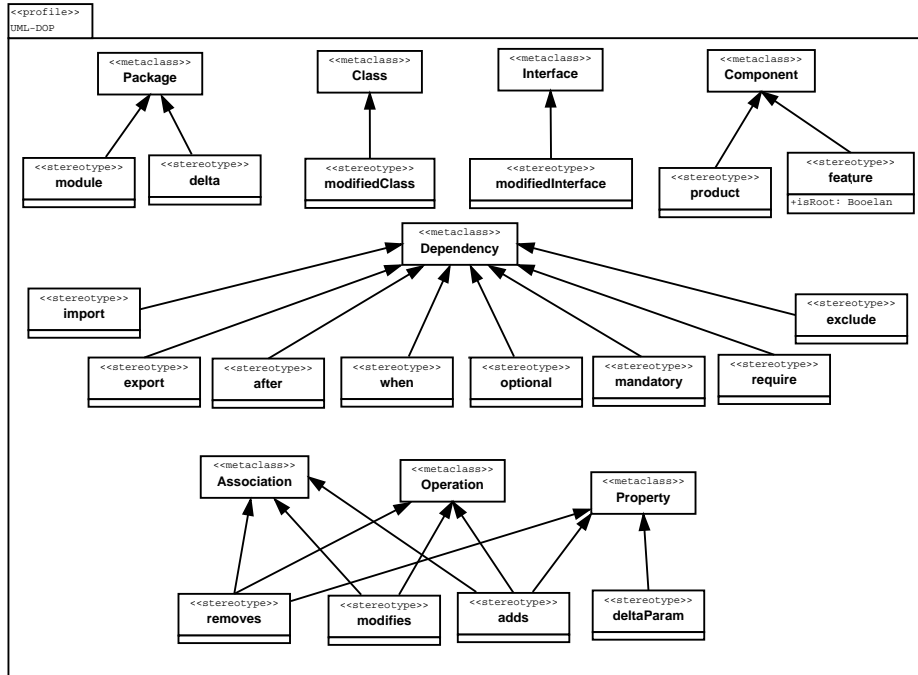 <<profile>>
UML-DOP
<<metaclass>>
Package
<<metaclass>>
Class
<<metaclass>>
Interface
<<metaclass>>
Component
<<stereotype>>
module
<<stereotype>>
delta
<<stereotype>>
modifiedClass
<<stereotype>>
modifiedInterface
<<stereotype>>
product
<<stereotype>>
feature
+isRoot: Booelan
<<metaclass>>
Dependency
<<stereotype>>
import
<<stereotype>>
exclude
<<stereotype>>
export
<<stereotype>>
after
<<stereotype>>
when
<<stereotype>>
optional
<<stereotype>>
mandatory
<<stereotype>>
require
<<metaclass>>
Association
<<metaclass>>
Operation
<<metaclass>>
Property
<<stereotype>>
removes
<<stereotype>>
modifies
<<stereotype>>
adds
<<stereotype>>
deltaParam